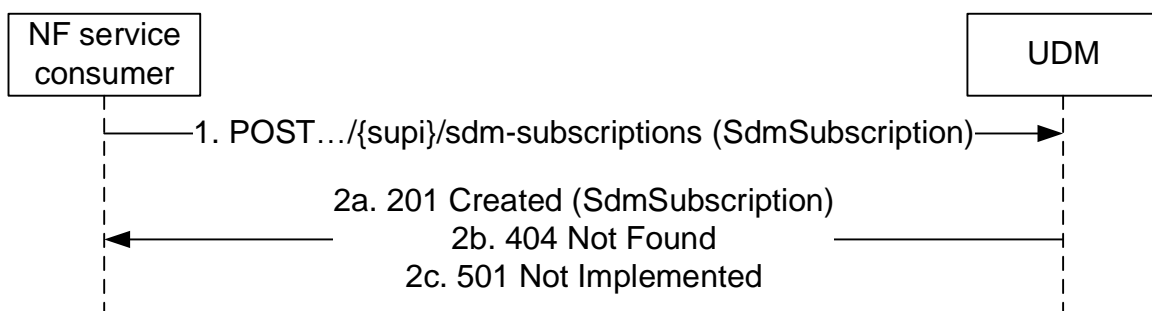 NF service
consumer
UDM
1. POST…/{supi}/sdm-subscriptions (SdmSubscription)
2a. 201 Created (SdmSubscription)
2b. 404 Not Found
2c. 501 Not Implemented